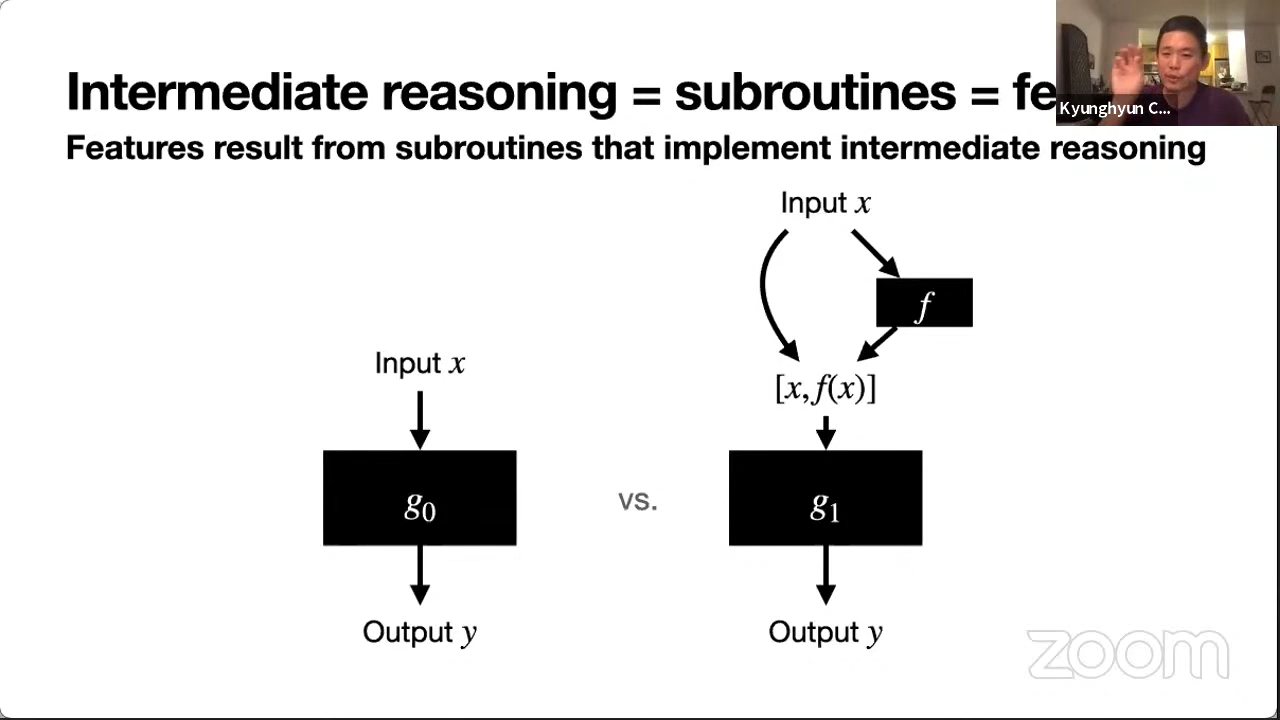 Intermediate reasoning = subroutines = fe
Kyunghyun C...
Features result from subroutines that implement intermediate reasoning
Input x
f
Input x
[x, f(x)]
g₀
vs.
g₁
Output y
Output y
zoom